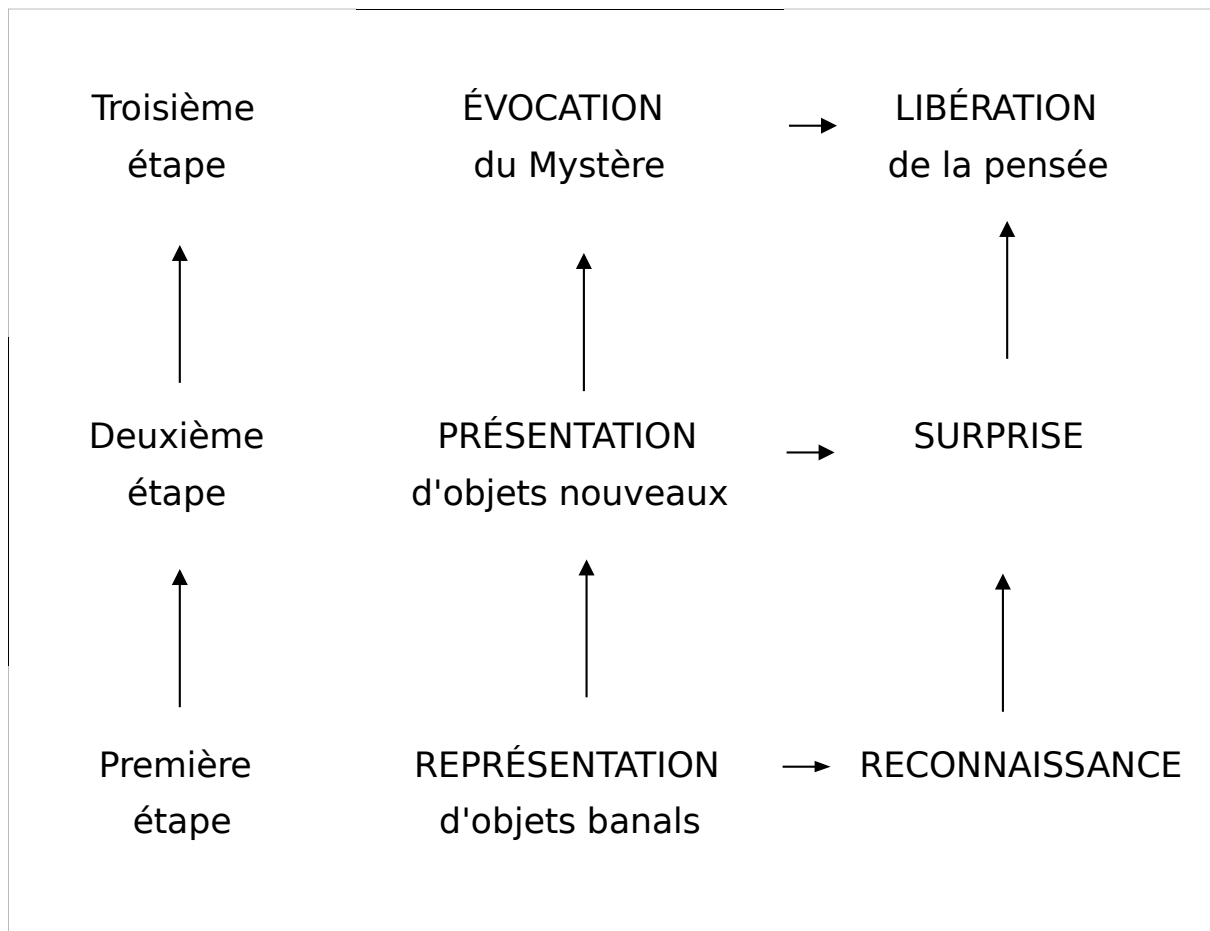 Troisième
étape
ÉVOCATION
du Mystère
LIBÉRATION
de la pensée
Deuxième
étape
PRÉSENTATION
d'objets nouveaux
SURPRISE
Première
étape
REPRÉSENTATION
d'objets banals
RECONNAISSANCE